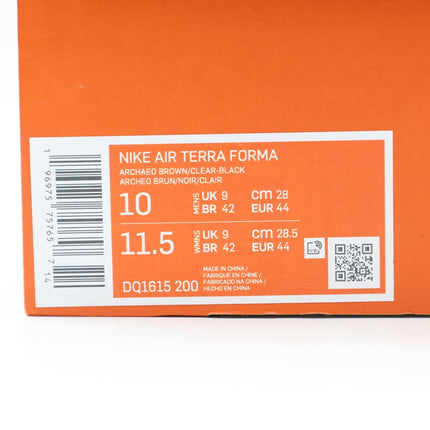 NIKE AIR TERRA FORMA
ARCHAEO BROWN/CLEAR-BLACK
ARCHEO BRUN/NOIR/CLAIR
10 MENS UK 9 cm 28
BR 42 EUR 44
11.5 WMNS UK 9 cm 28.5
BR 42 EUR 44
DQ1615 200
MADE IN CHINA /
FABRIQUE EN CHINE /
FABRICADO NA CHINA /
HECHO EN CHINA
1 96975 75765 7 14